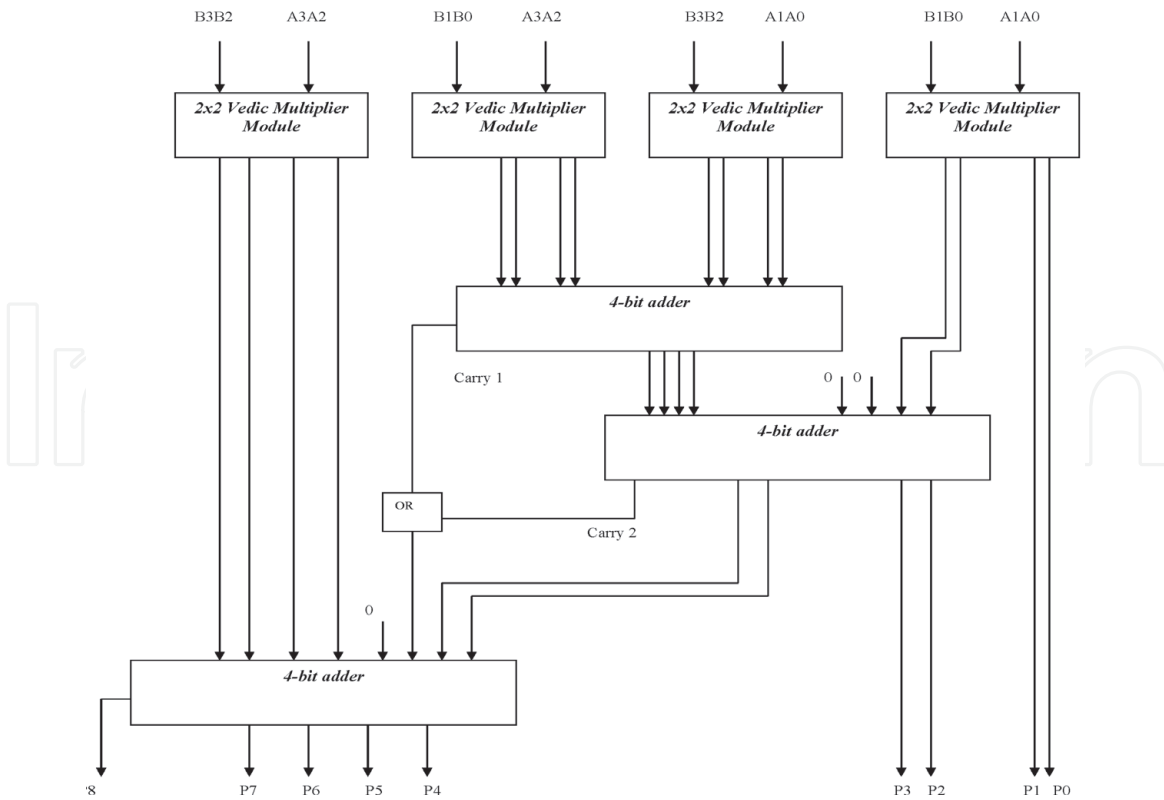 B3B2 A3A2 B1B0 A3A2 B3B2 A1A0 B1B0 A1A0
2x2 Vedic Multiplier Module
2x2 Vedic Multiplier Module
2x2 Vedic Multiplier Module
2x2 Vedic Multiplier Module
4-bit adder
Carry 1
0 0
4-bit adder
OR
Carry 2
0
4-bit adder
P7 P6 P5 P4 P3 P2 P1 P0